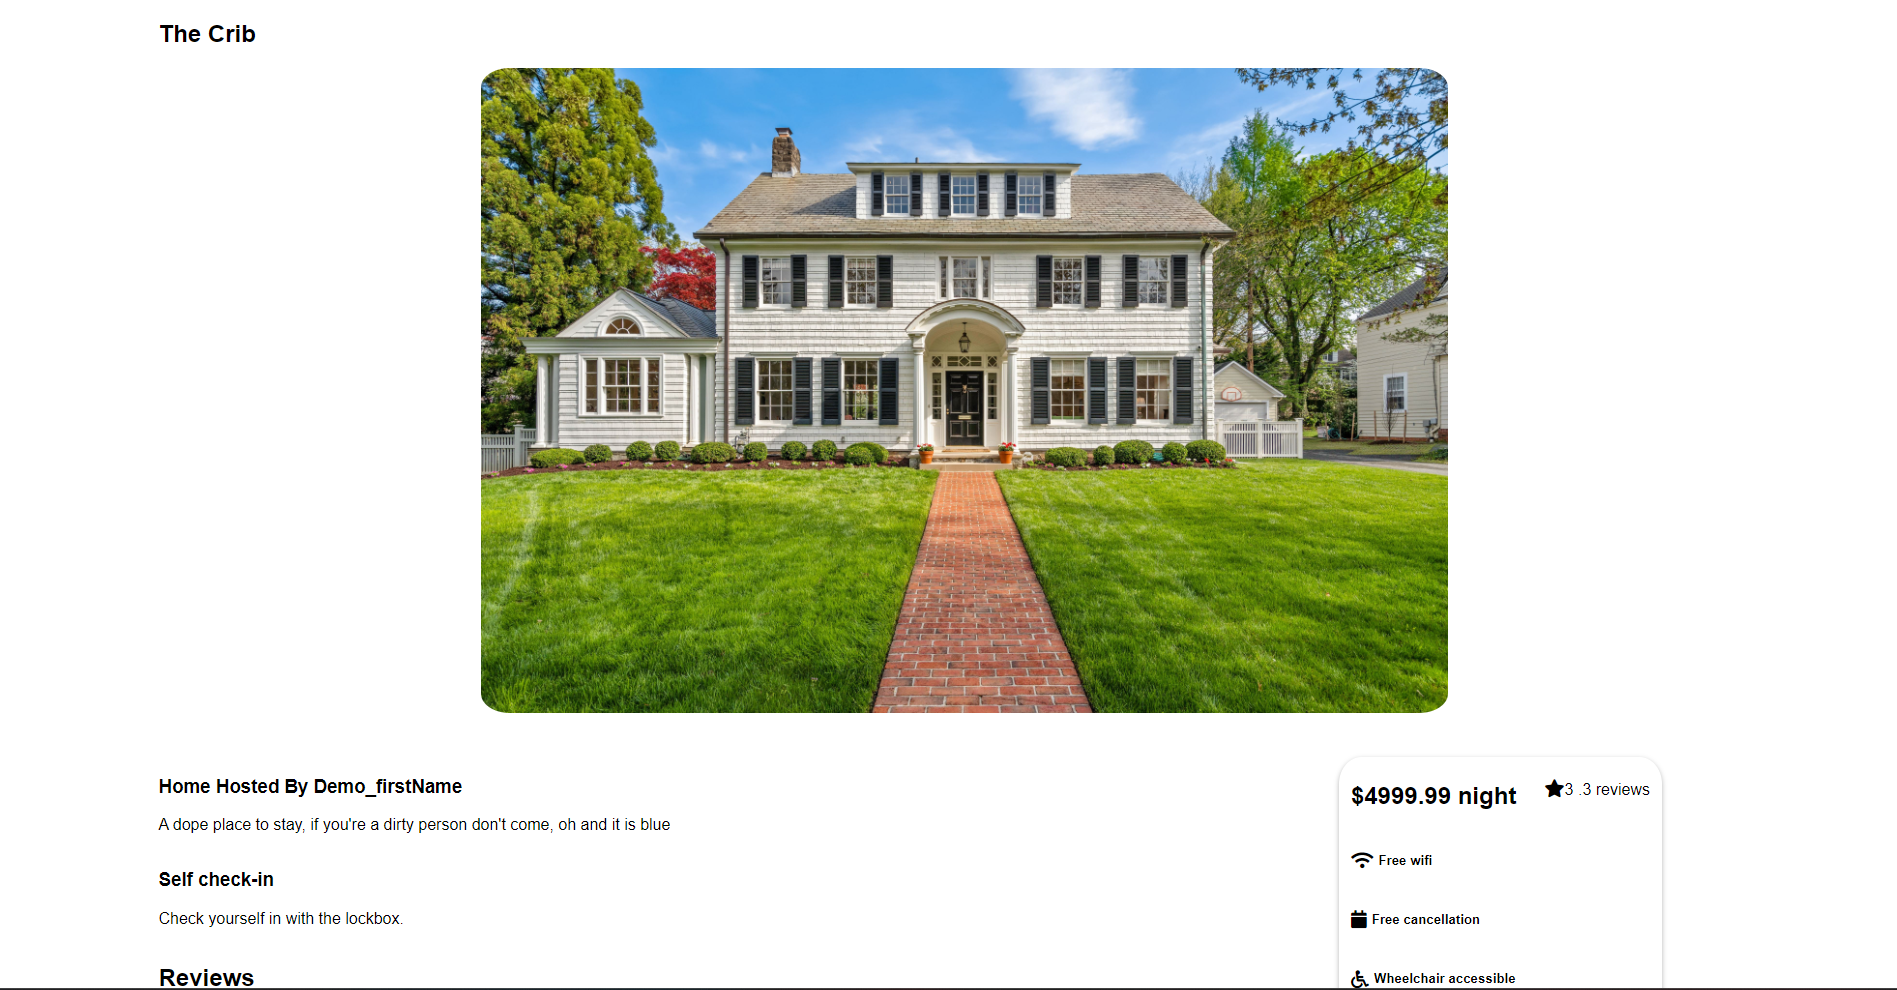 The Crib
Home Hosted By Demo_firstName
A dope place to stay, if you're a dirty person don't come, oh and it is blue
Self check-in
Check yourself in with the lockbox.
Reviews
$4999.99 night
3 .3 reviews
Free wifi
Free cancellation
Wheelchair accessible